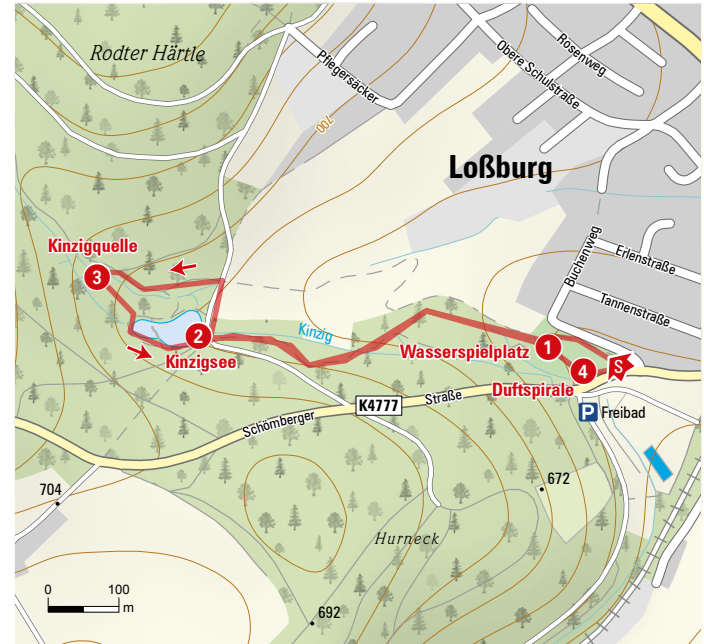 Rodter Härtle
Pflegersäcker
Obere Schulstraße
Rosenweg
700
Loßburg
Kinzigquelle
3
Buchenweg
Erlenstraße
Tannenstraße
2
Kinzigsee
Kinzig
Wasserspielplatz
1
S
4
Duftspirale
K4777
Schömberger
Straße
P
Freibad
704
672
Hurneck
692
0
100
m